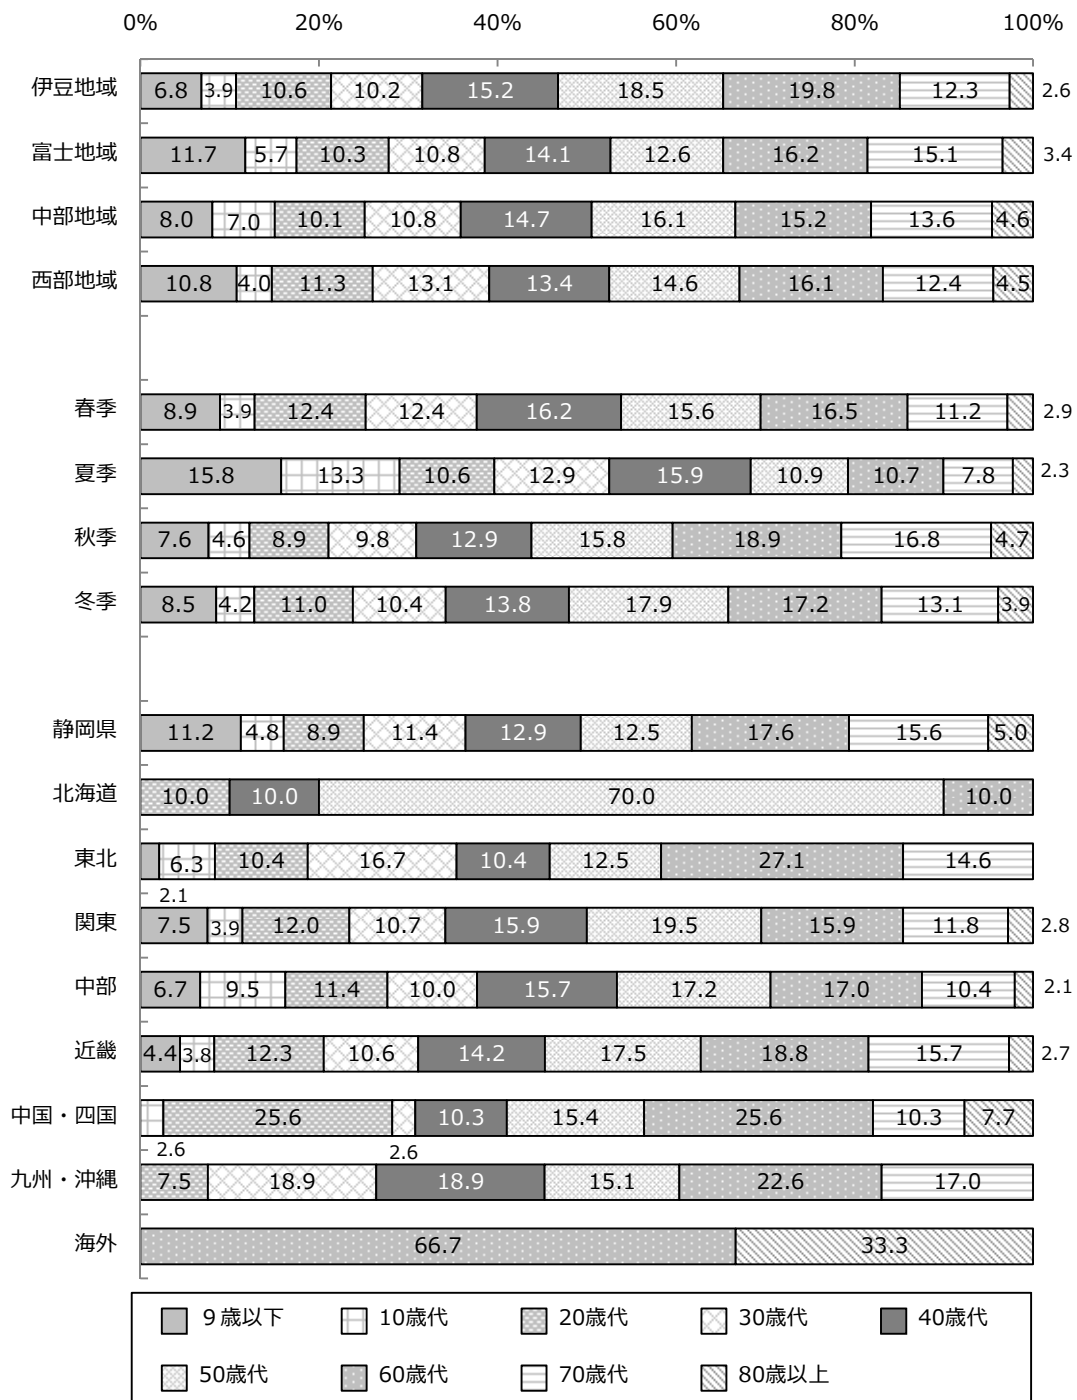 0% 20% 40% 60% 80% 100%
伊豆地域 6.8 3.9 10.6 10.2 15.2 18.5 19.8 12.3 2.6
富士地域 11.7 5.7 10.3 10.8 14.1 12.6 16.2 15.1 3.4
中部地域 8.0 7.0 10.1 10.8 14.7 16.1 15.2 13.6 4.6
西部地域 10.8 4.0 11.3 13.1 13.4 14.6 16.1 12.4 4.5
春季 8.9 3.9 12.4 12.4 16.2 15.6 16.5 11.2 2.9
夏季 15.8 13.3 10.6 12.9 15.9 10.9 10.7 7.8 2.3
秋季 7.6 4.6 8.9 9.8 12.9 15.8 18.9 16.8 4.7
冬季 8.5 4.2 11.0 10.4 13.8 17.9 17.2 13.1 3.9
静岡県 11.2 4.8 8.9 11.4 12.9 12.5 17.6 15.6 5.0
北海道 10.0 10.0 70.0 10.0
東北 6.3 10.4 16.7 10.4 12.5 27.1 14.6
2.1
関東 7.5 3.9 12.0 10.7 15.9 19.5 15.9 11.8 2.8
中部 6.7 9.5 11.4 10.0 15.7 17.2 17.0 10.4 2.1
近畿 4.4 3.8 12.3 10.6 14.2 17.5 18.8 15.7 2.7
中国・四国 25.6 10.3 15.4 25.6 10.3 7.7
2.6 2.6
九州・沖縄 7.5 18.9 18.9 15.1 22.6 17.0
海外 66.7 33.3
９歳以下 10歳代 20歳代 30歳代 40歳代
50歳代 60歳代 70歳代 80歳以上